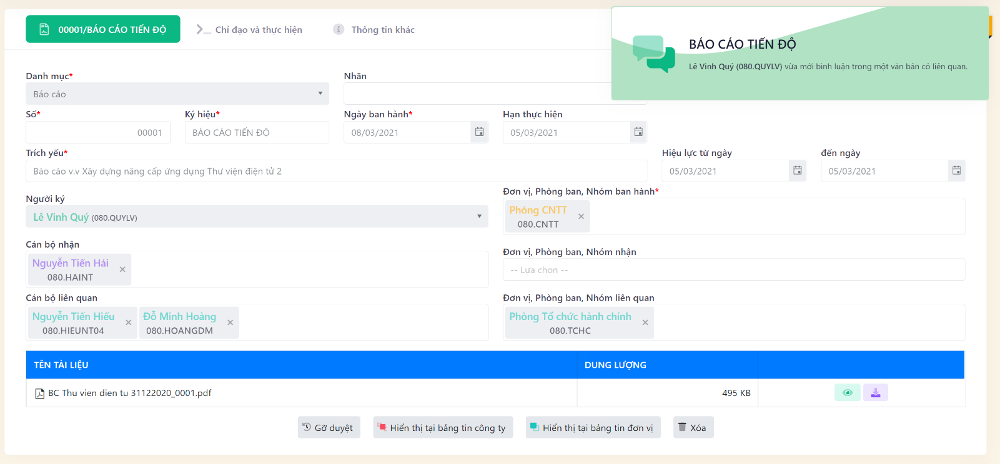 00001/BÁO CÁO TIẾN ĐỘ
Chỉ đạo và thực hiện
Thông tin khác
BÁO CÁO TIẾN ĐỘ
Lê Vinh Quý (080.QUYLV) vừa mới bình luận trong một văn bản có liên quan.
Danh mục*
Nhãn
Báo cáo
Số*
Ký hiệu*
Ngày ban hành*
Hạn thực hiện
00001
BÁO CÁO TIẾN ĐỘ
08/03/2021
05/03/2021
Trích yếu*
Hiệu lực từ ngày
đến ngày
Báo cáo v.v Xây dựng nâng cấp ứng dụng Thư viện điện tử 2
05/03/2021
05/03/2021
Người ký
Đơn vị, Phòng ban, Nhóm ban hành*
Lê Vinh Quý (080.QUYLV)
Phòng CNTT
080.CNTT
Cán bộ nhận
Đơn vị, Phòng ban, Nhóm nhận
Nguyễn Tiến Hải
080.HAINT
-- Lựa chọn --
Cán bộ liên quan
Đơn vị, Phòng ban, Nhóm liên quan
Nguyễn Tiến Hiếu
080.HIEUNT04
Đỗ Minh Hoàng
080.HOANGDM
Phòng Tổ chức hành chính
080.TCHC
TÊN TÀI LIỆU
DUNG LƯỢNG
BC Thu vien dien tu 31122020_0001.pdf
495 KB
Gỡ duyệt
Hiển thị tại bảng tin công ty
Hiển thị tại bảng tin đơn vị
Xóa